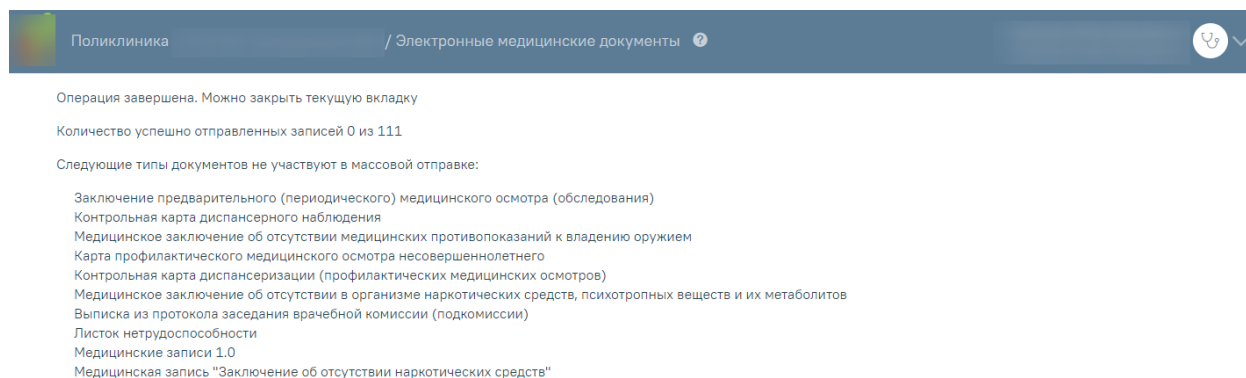 Поликлиника / Электронные медицинские документы ?
Операция завершена. Можно закрыть текущую вкладку
Количество успешно отправленных записей 0 из 111
Следующие типы документов не участвуют в массовой отправке:
Заключение предварительного (периодического) медицинского осмотра (обследования)
Контрольная карта диспансерного наблюдения
Медицинское заключение об отсутствии медицинских противопоказаний к владению оружием
Карта профилактического медицинского осмотра несовершеннолетнего
Контрольная карта диспансеризации (профилактических медицинских осмотров)
Медицинское заключение об отсутствии в организме наркотических средств, психотропных веществ и их метаболитов
Выписка из протокола заседания врачебной комиссии (подкомиссии)
Листок нетрудоспособности
Медицинские записи 1.0
Медицинская запись "Заключение об отсутствии наркотических средств"